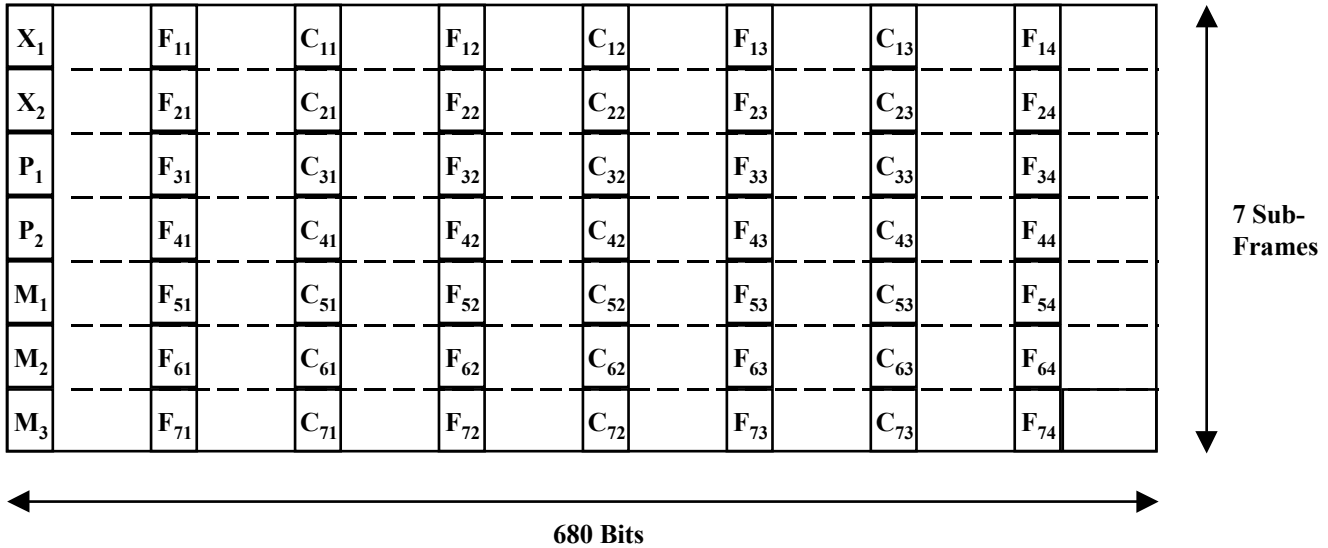 X₁ F₁₁ C₁₁ F₁₂ C₁₂ F₁₃ C₁₃ F₁₄
X₂ F₂₁ C₂₁ F₂₂ C₂₂ F₂₃ C₂₃ F₂₄
P₁ F₃₁ C₃₁ F₃₂ C₃₂ F₃₃ C₃₃ F₃₄
P₂ F₄₁ C₄₁ F₄₂ C₄₂ F₄₃ C₄₃ F₄₄
M₁ F₅₁ C₅₁ F₅₂ C₅₂ F₅₃ C₅₃ F₅₄
M₂ F₆₁ C₆₁ F₆₂ C₆₂ F₆₃ C₆₃ F₆₄
M₃ F₇₁ C₇₁ F₇₂ C₇₂ F₇₃ C₇₃ F₇₄
7 Sub-
Frames
680 Bits